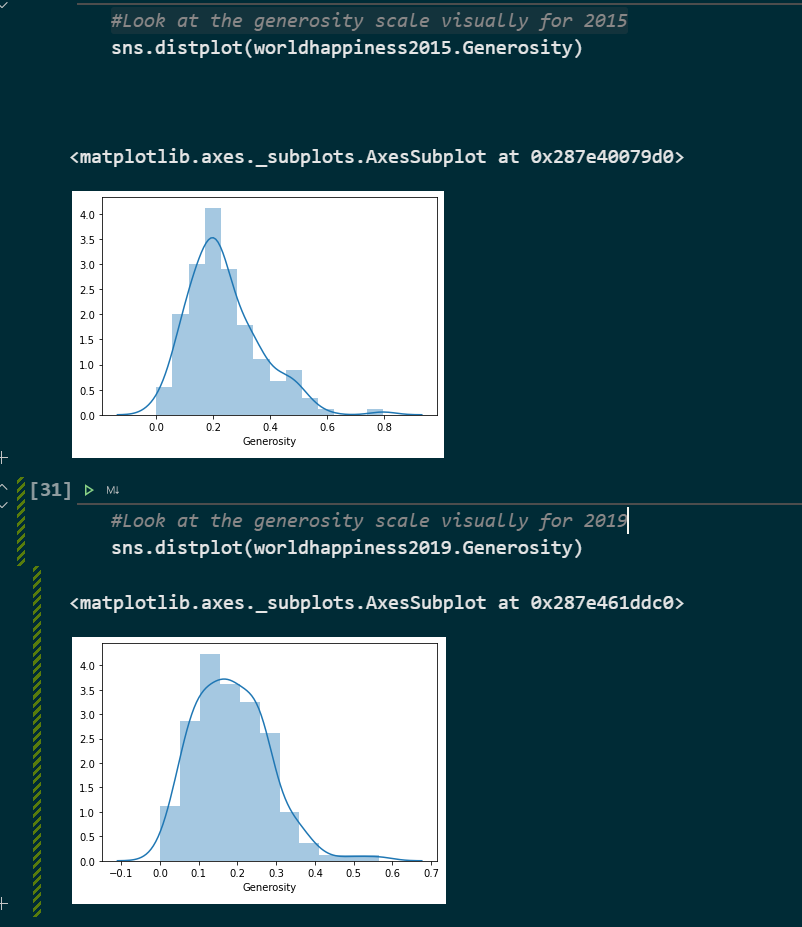 #Look at the generosity scale visually for 2015
sns.distplot(worldhappiness2015.Generosity)
<matplotlib.axes._subplots.AxesSubplot at 0x287e40079d0>
4.0
3.5
3.0
2.5
2.0
1.5
1.0
0.5
0.0
0.0 0.2 0.4 0.6 0.8
Generosity
[31] M↓
#Look at the generosity scale visually for 2019
sns.distplot(worldhappiness2019.Generosity)
<matplotlib.axes._subplots.AxesSubplot at 0x287e461ddc0>
4.0
3.5
3.0
2.5
2.0
1.5
1.0
0.5
0.0
−0.1 0.0 0.1 0.2 0.3 0.4 0.5 0.6 0.7
Generosity